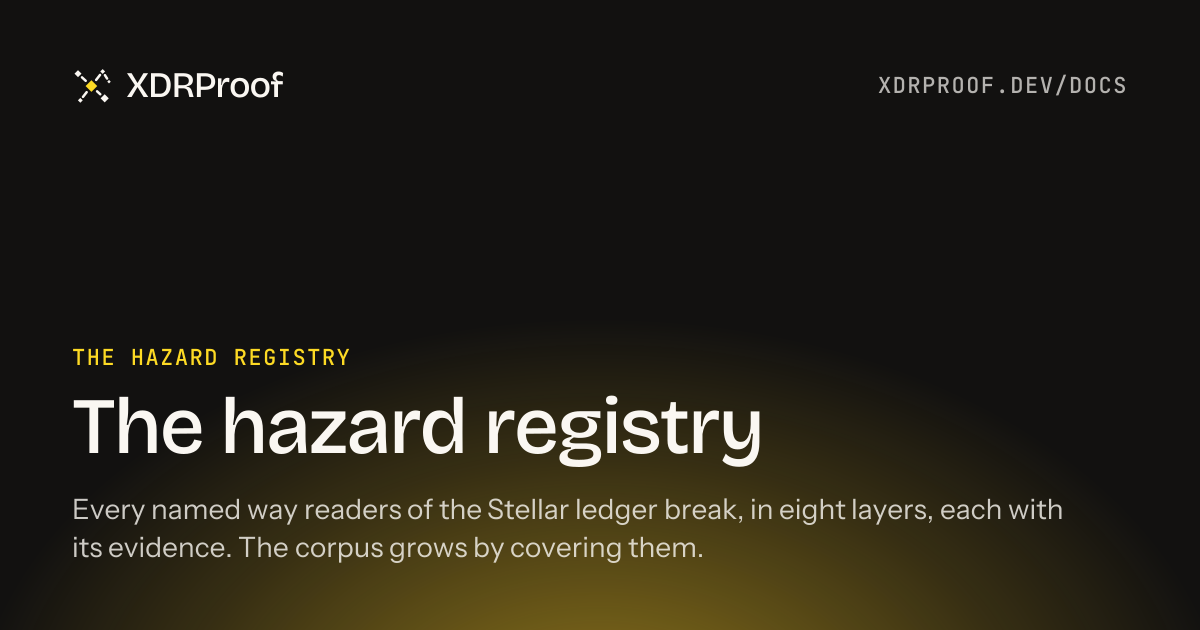 XDRProof
XDRPROOF.DEV/DOCS
THE HAZARD REGISTRY
The hazard registry
Every named way readers of the Stellar ledger break, in eight layers, each with
its evidence. The corpus grows by covering them.